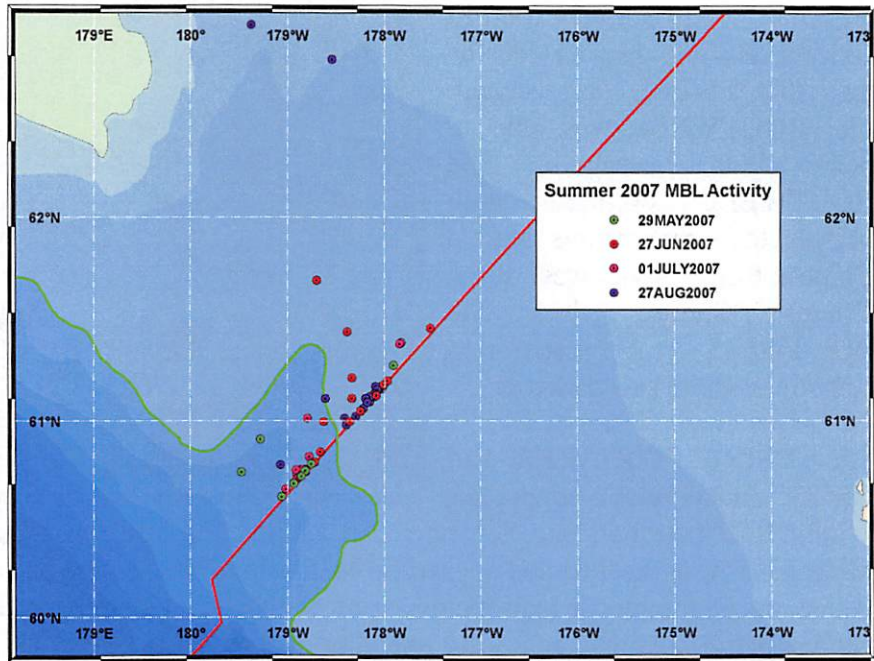 179°E 180° 179°W 178°W 177°W 176°W 175°W 174°W 173
62°N 62°N
Summer 2007 MBL Activity
29MAY2007
27JUN2007
01JULY2007
27AUG2007
61°N 61°N
60°N 60°N
179°E 180° 179°W 178°W 177°W 176°W 175°W 174°W 173